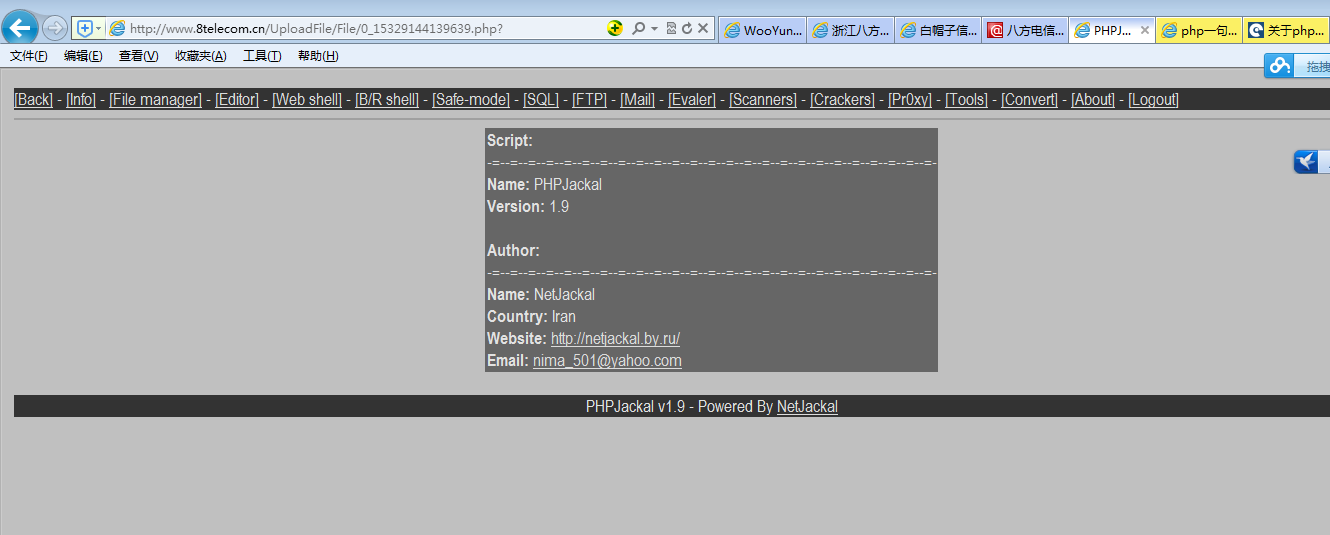 http://www.8telecom.cn/UploadFile/File/0_15329144139639.php?
WooYun...
浙江八方...
白帽子信...
八方电信...
PHPJ...
php一句...
关于php...
文件(F) 编辑(E) 查看(V) 收藏夹(A) 工具(T) 帮助(H)
拖拽
[Back] - [Info] - [File manager] - [Editor] - [Web shell] - [B/R shell] - [Safe-mode] - [SQL] - [FTP] - [Mail] - [Evaler] - [Scanners] - [Crackers] - [Pr0xy] - [Tools] - [Convert] - [About] - [Logout]
Script:
-=--=--=--=--=--=--=--=--=--=--=--=--=--=--=--=--=--=--=--=--=--=--=--=--=-
Name: PHPJackal
Version: 1.9
Author:
-=--=--=--=--=--=--=--=--=--=--=--=--=--=--=--=--=--=--=--=--=--=--=--=--=-
Name: NetJackal
Country: Iran
Website: http://netjackal.by.ru/
Email: nima_501@yahoo.com
PHPJackal v1.9 - Powered By NetJackal